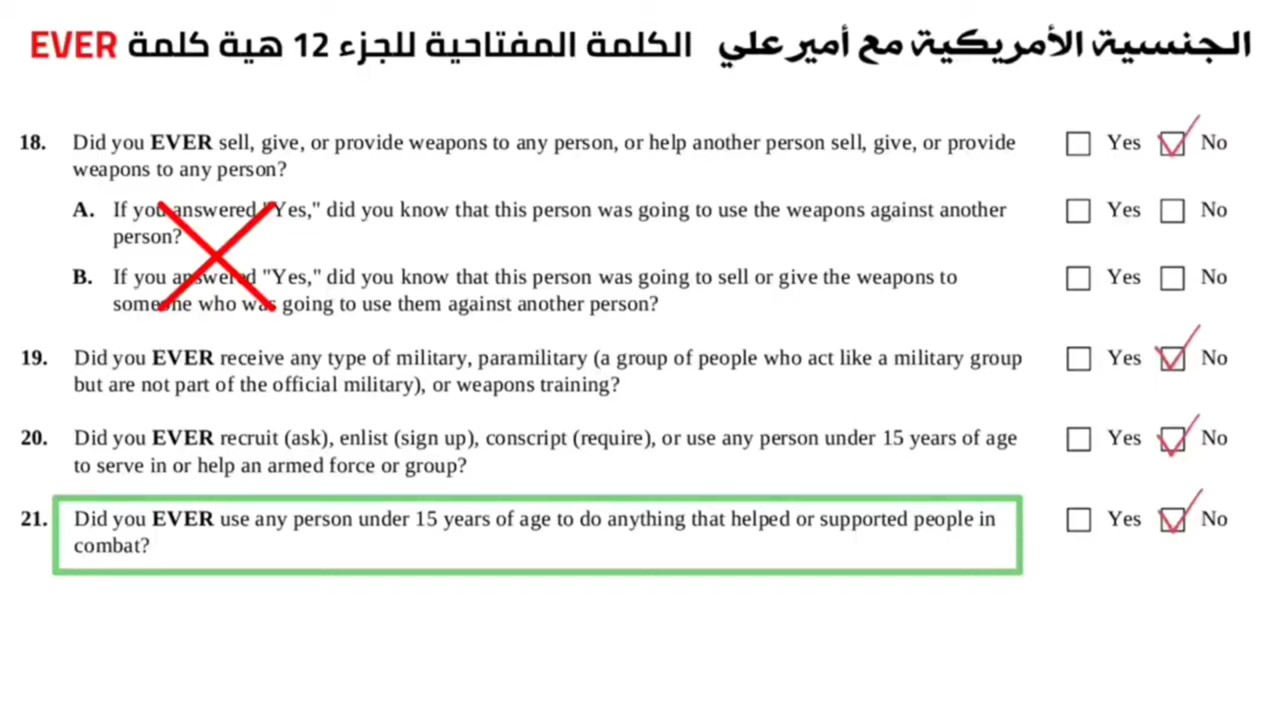 الجنسية الأمريكية مع أمير علي الكلمة المفتاحية للجزء 12 هية كلمة EVER
18. Did you EVER sell, give, or provide weapons to any person, or help another person sell, give, or provide Yes No
weapons to any person?
A. If you answered "Yes," did you know that this person was going to use the weapons against another Yes No
person?
B. If you answered "Yes," did you know that this person was going to sell or give the weapons to Yes No
someone who was going to use them against another person?
19. Did you EVER receive any type of military, paramilitary (a group of people who act like a military group Yes No
but are not part of the official military), or weapons training?
20. Did you EVER recruit (ask), enlist (sign up), conscript (require), or use any person under 15 years of age Yes No
to serve in or help an armed force or group?
21. Did you EVER use any person under 15 years of age to do anything that helped or supported people in Yes No
combat?